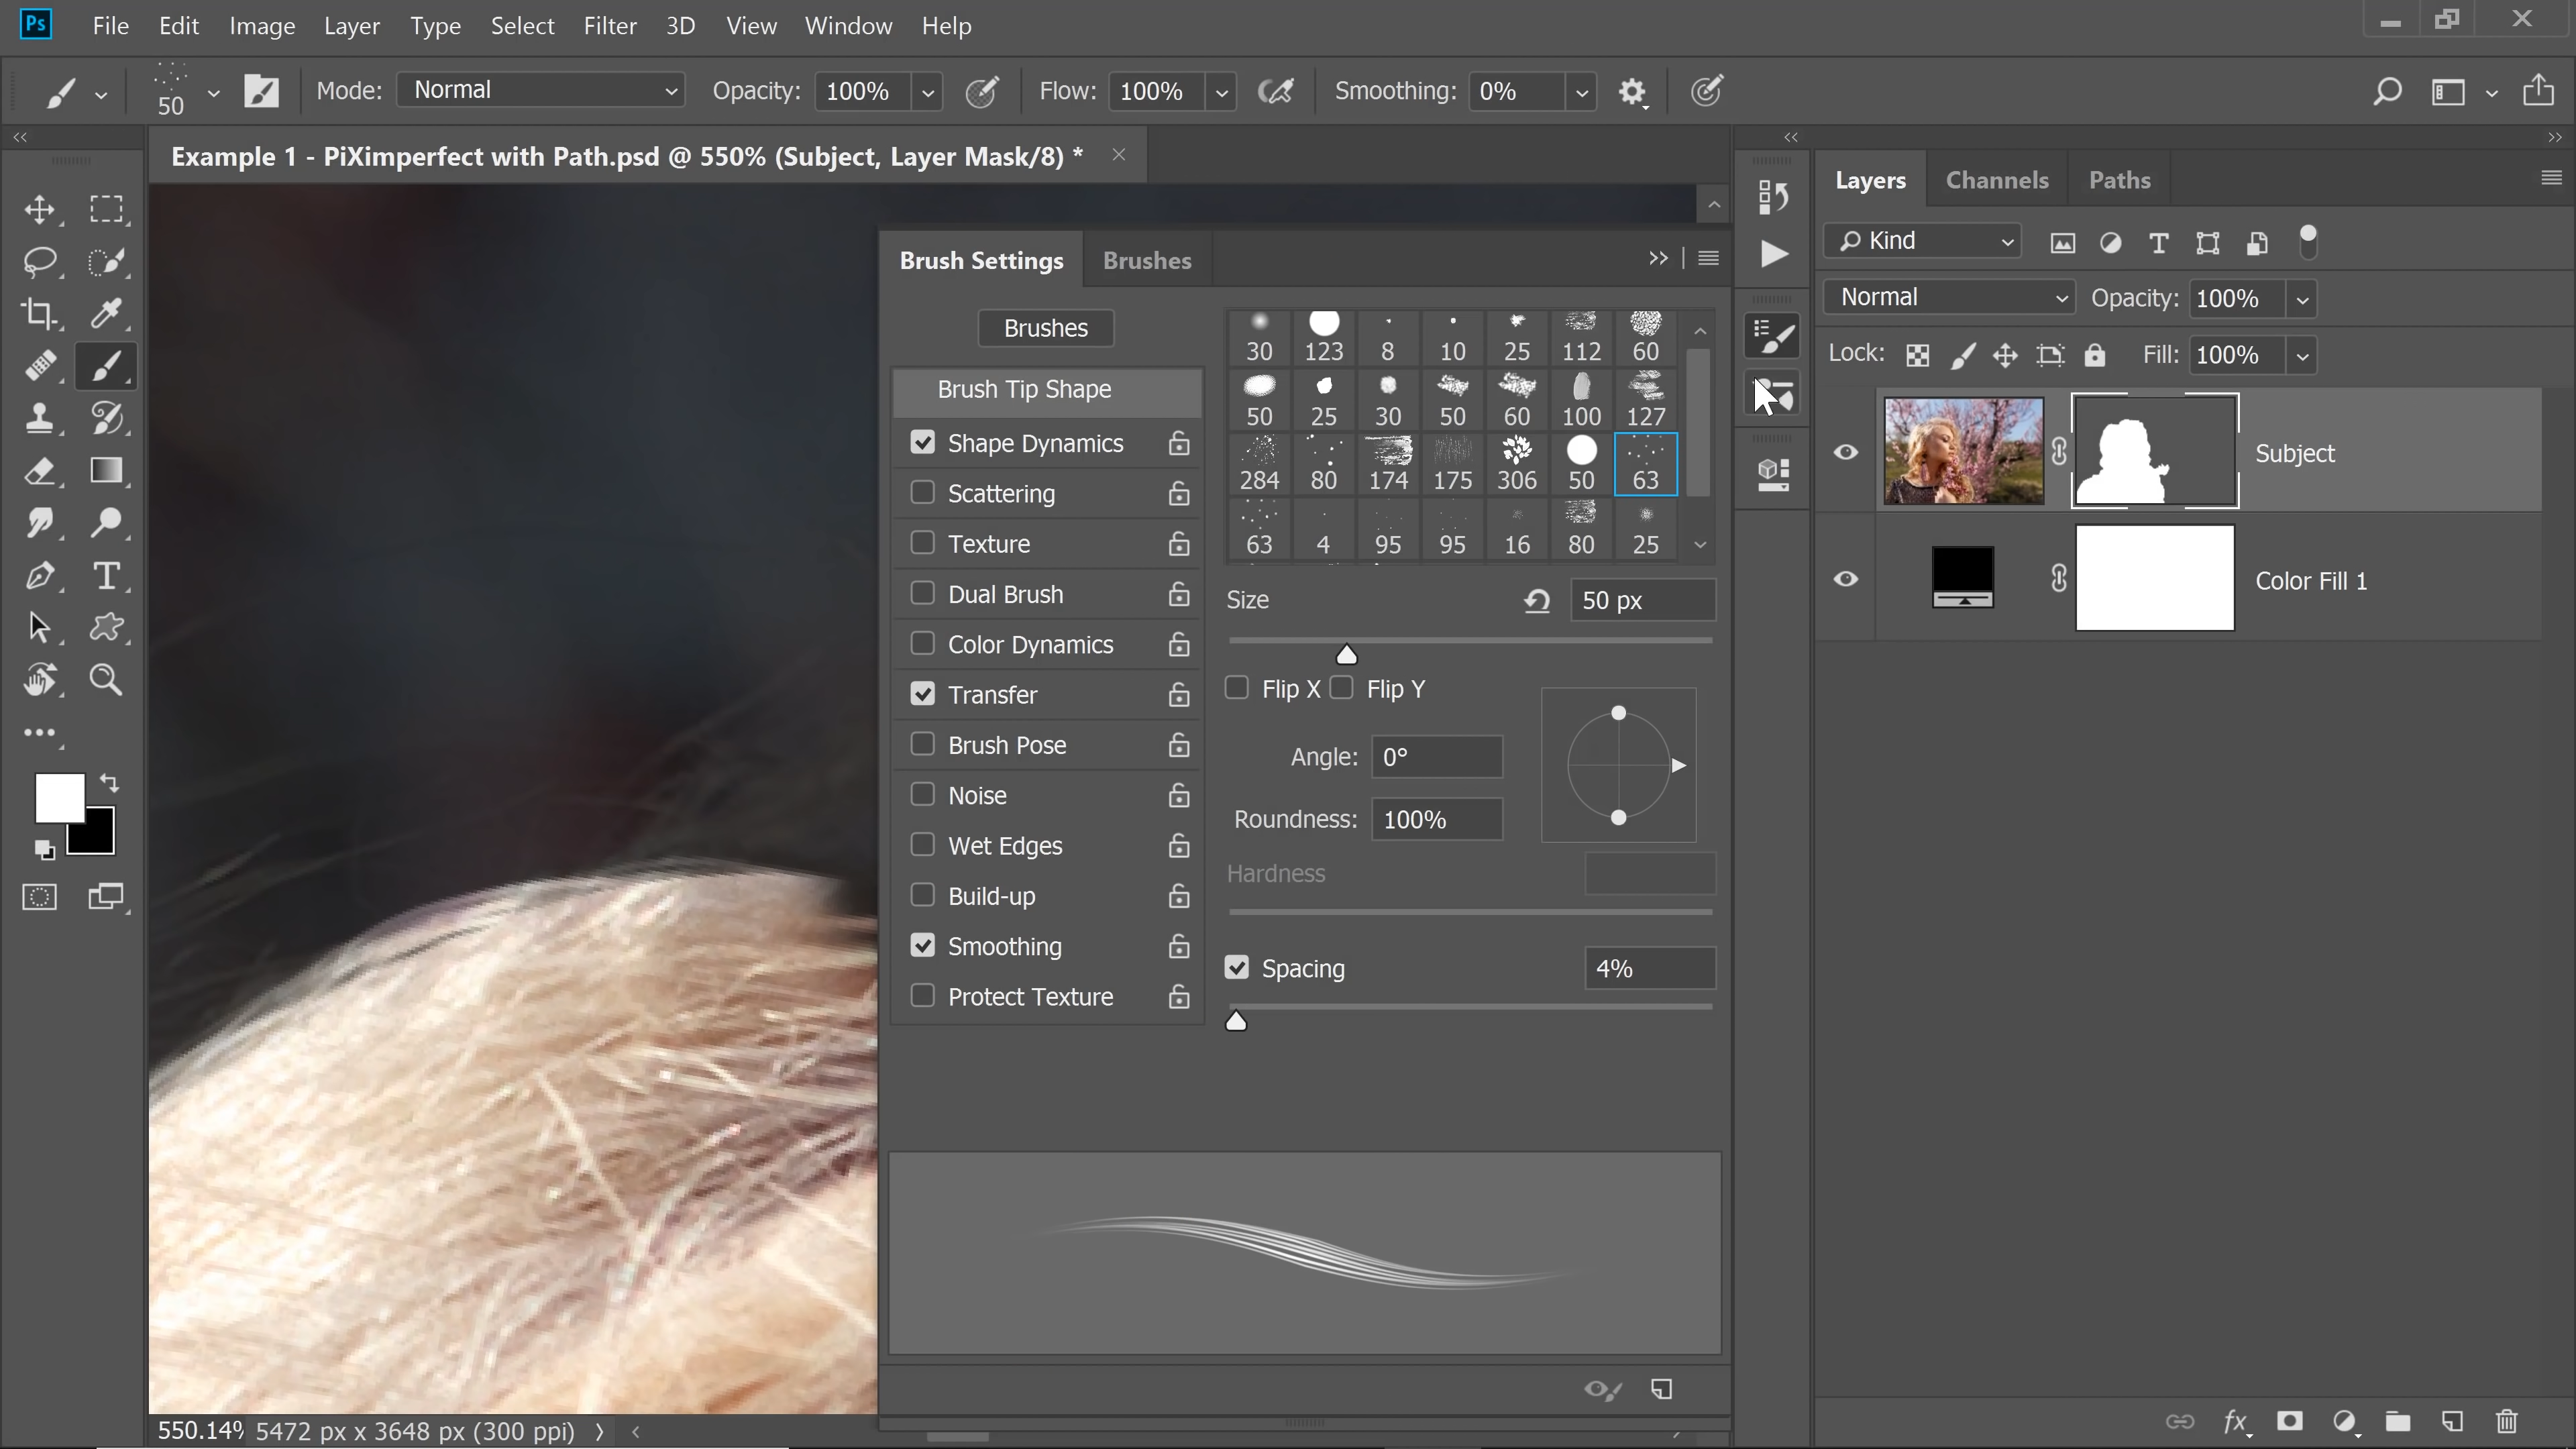 Ps File Edit Image Layer Type Select Filter 3D View Window Help
50 Mode: Normal Opacity: 100% Flow: 100% Smoothing: 0%
Example 1 - PiXimperfect with Path.psd @ 550% (Subject, Layer Mask/8) *
Brush Settings Brushes
Brushes
Brush Tip Shape
Shape Dynamics
Scattering
Texture
Dual Brush
Color Dynamics
Transfer
Brush Pose
Noise
Wet Edges
Build-up
Smoothing
Protect Texture
30 123 8 10 25 112 60
50 25 30 50 60 100 127
284 80 174 175 306 50 63
63 4 95 95 16 80 25
Size 50 px
Flip X Flip Y
Angle: 0°
Roundness: 100%
Hardness
Spacing 4%
Layers Channels Paths
Kind
Normal Opacity: 100%
Lock: Fill: 100%
Subject
Color Fill 1
fx
T
550.14% 5472 px x 3648 px (300 ppi)